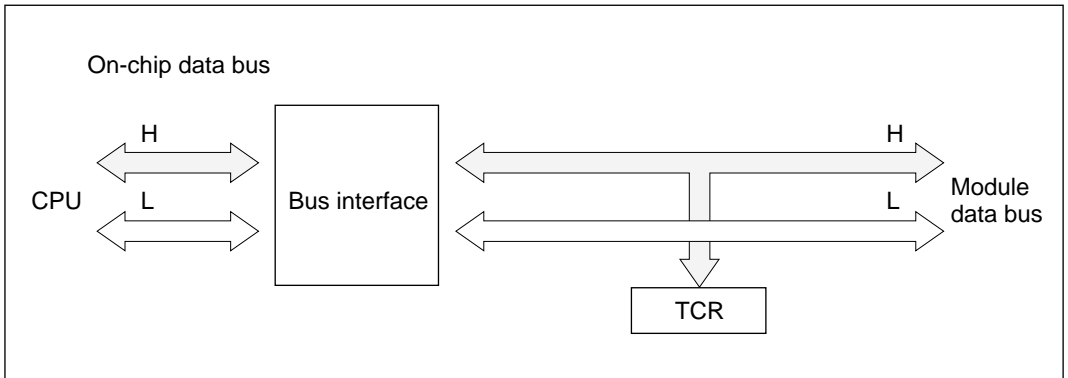 On-chip data bus
H
H
CPU
L
Bus interface
L
Module
data bus
TCR